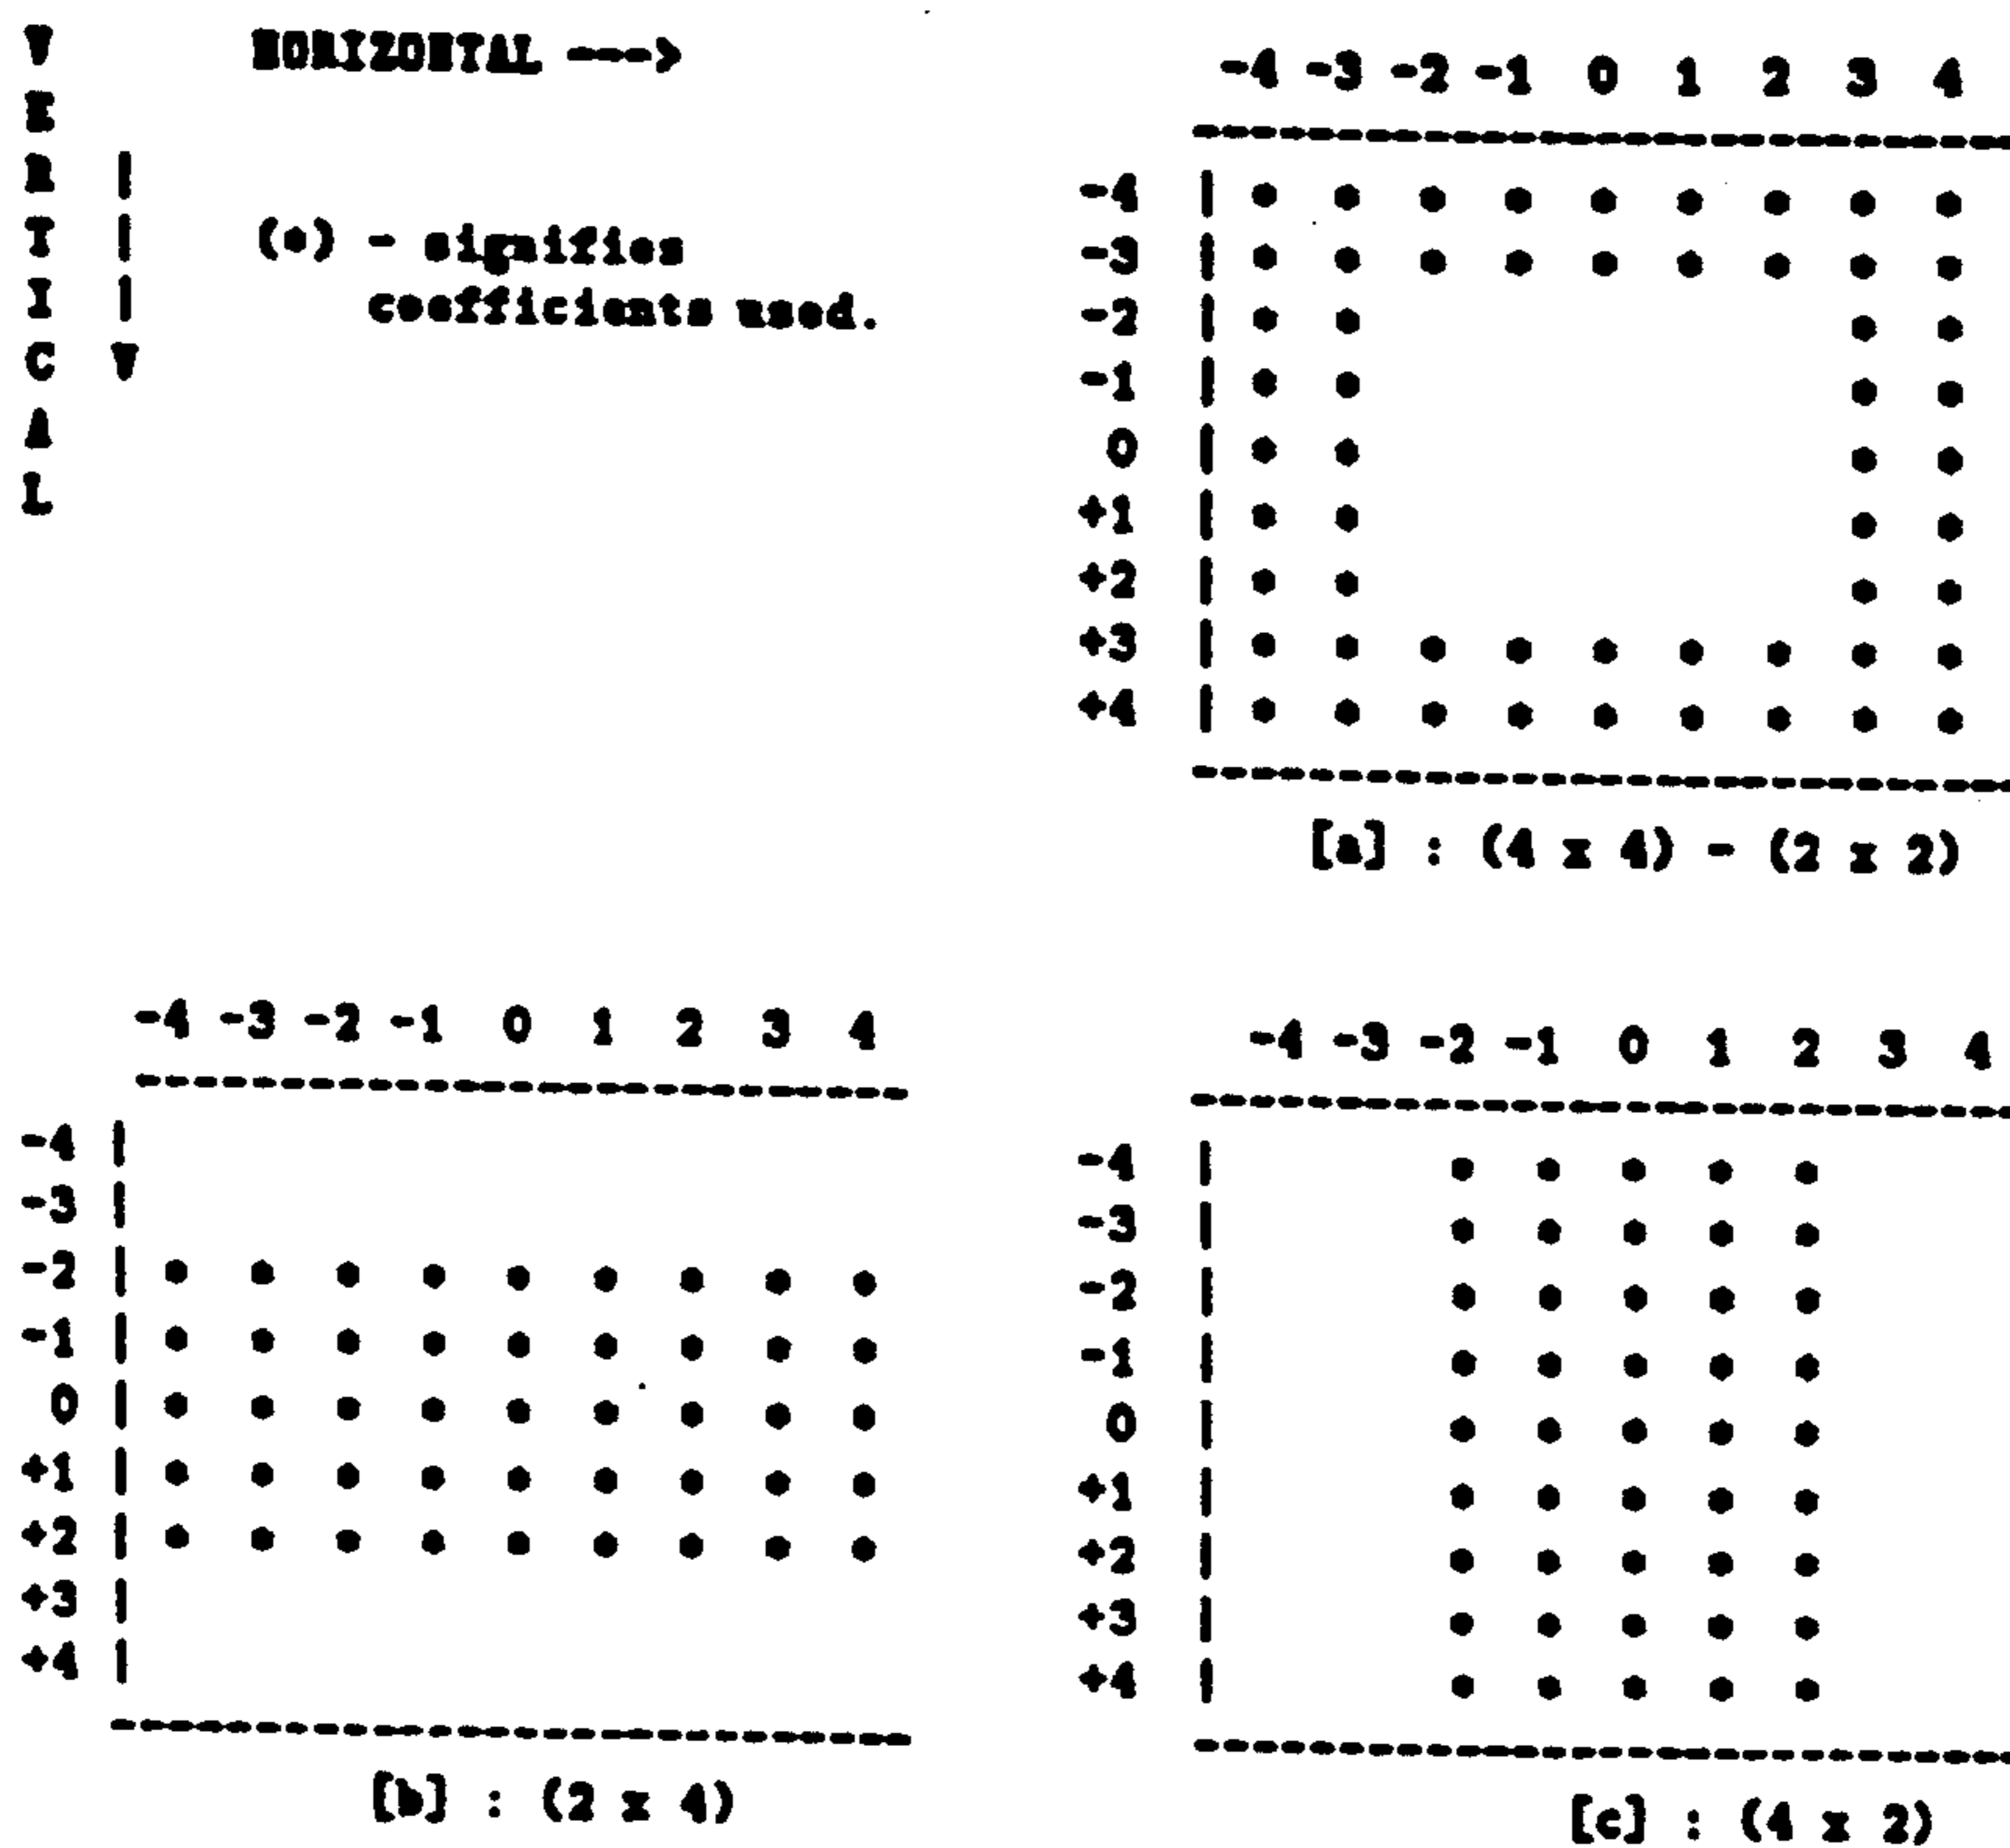 VERTICAL
HORIZONTAL --->
(o) - signifies
coefficients used.
-4 -3 -2 -1 0 1 2 3 4
-4
-3
-2
-1
0
+1
+2
+3
+4
[a] : (4 x 4) - (2 x 2)
-4 -3 -2 -1 0 1 2 3 4
-4
-3
-2
-1
0
+1
+2
+3
+4
[b] : (2 x 4)
-4 -3 -2 -1 0 1 2 3 4
-4
-3
-2
-1
0
+1
+2
+3
+4
[c] : (4 x 2)